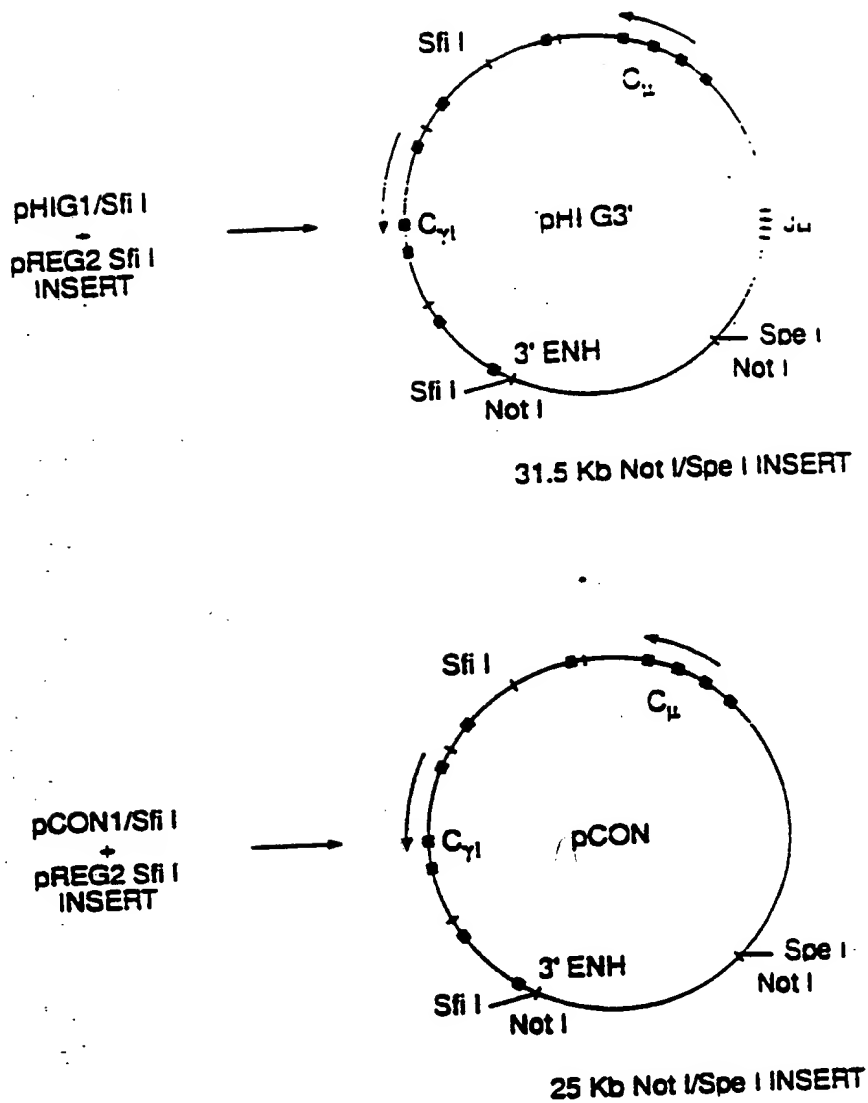 Sfi I
Cμ
pHIG1/Sfi I
+
pREG2 Sfi I
INSERT
Cγ1
pHIG3'
JH
3' ENH
Spe I
Sfi I
Not I
Not I
31.5 Kb Not I/Spe I INSERT
Sfi I
Cμ
pCON1/Sfi I
+
pREG2 Sfi I
INSERT
Cγ1
pCON
3' ENH
Spe I
Sfi I
Not I
Not I
25 Kb Not I/Spe I INSERT